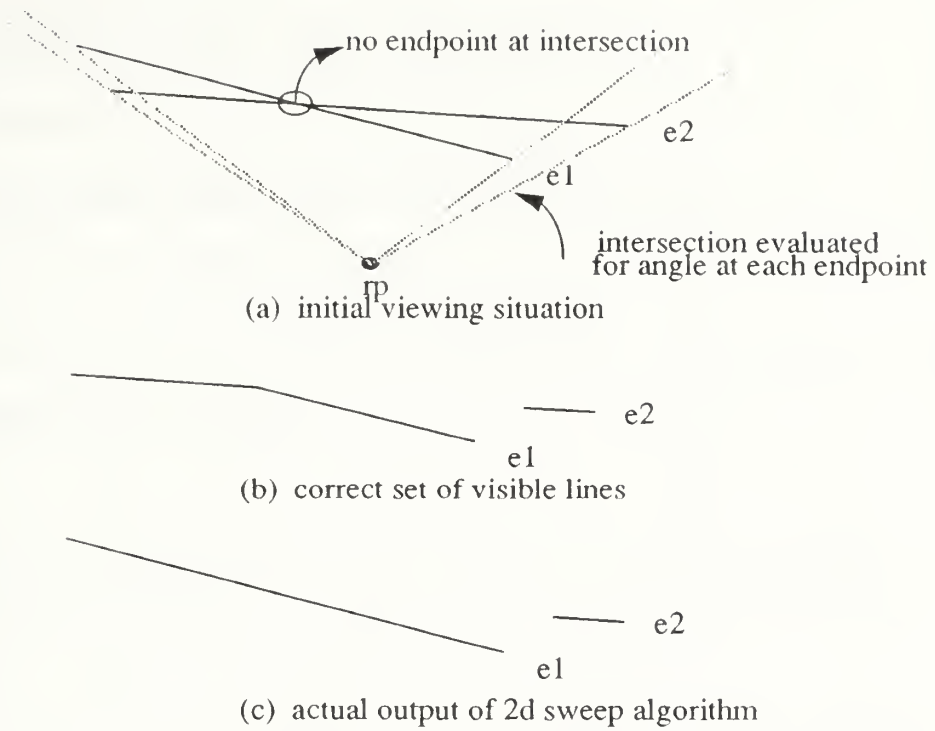 no endpoint at intersection
e2
e1
intersection evaluated
for angle at each endpoint
rp
(a) initial viewing situation
e2
e1
(b) correct set of visible lines
e2
e1
(c) actual output of 2d sweep algorithm